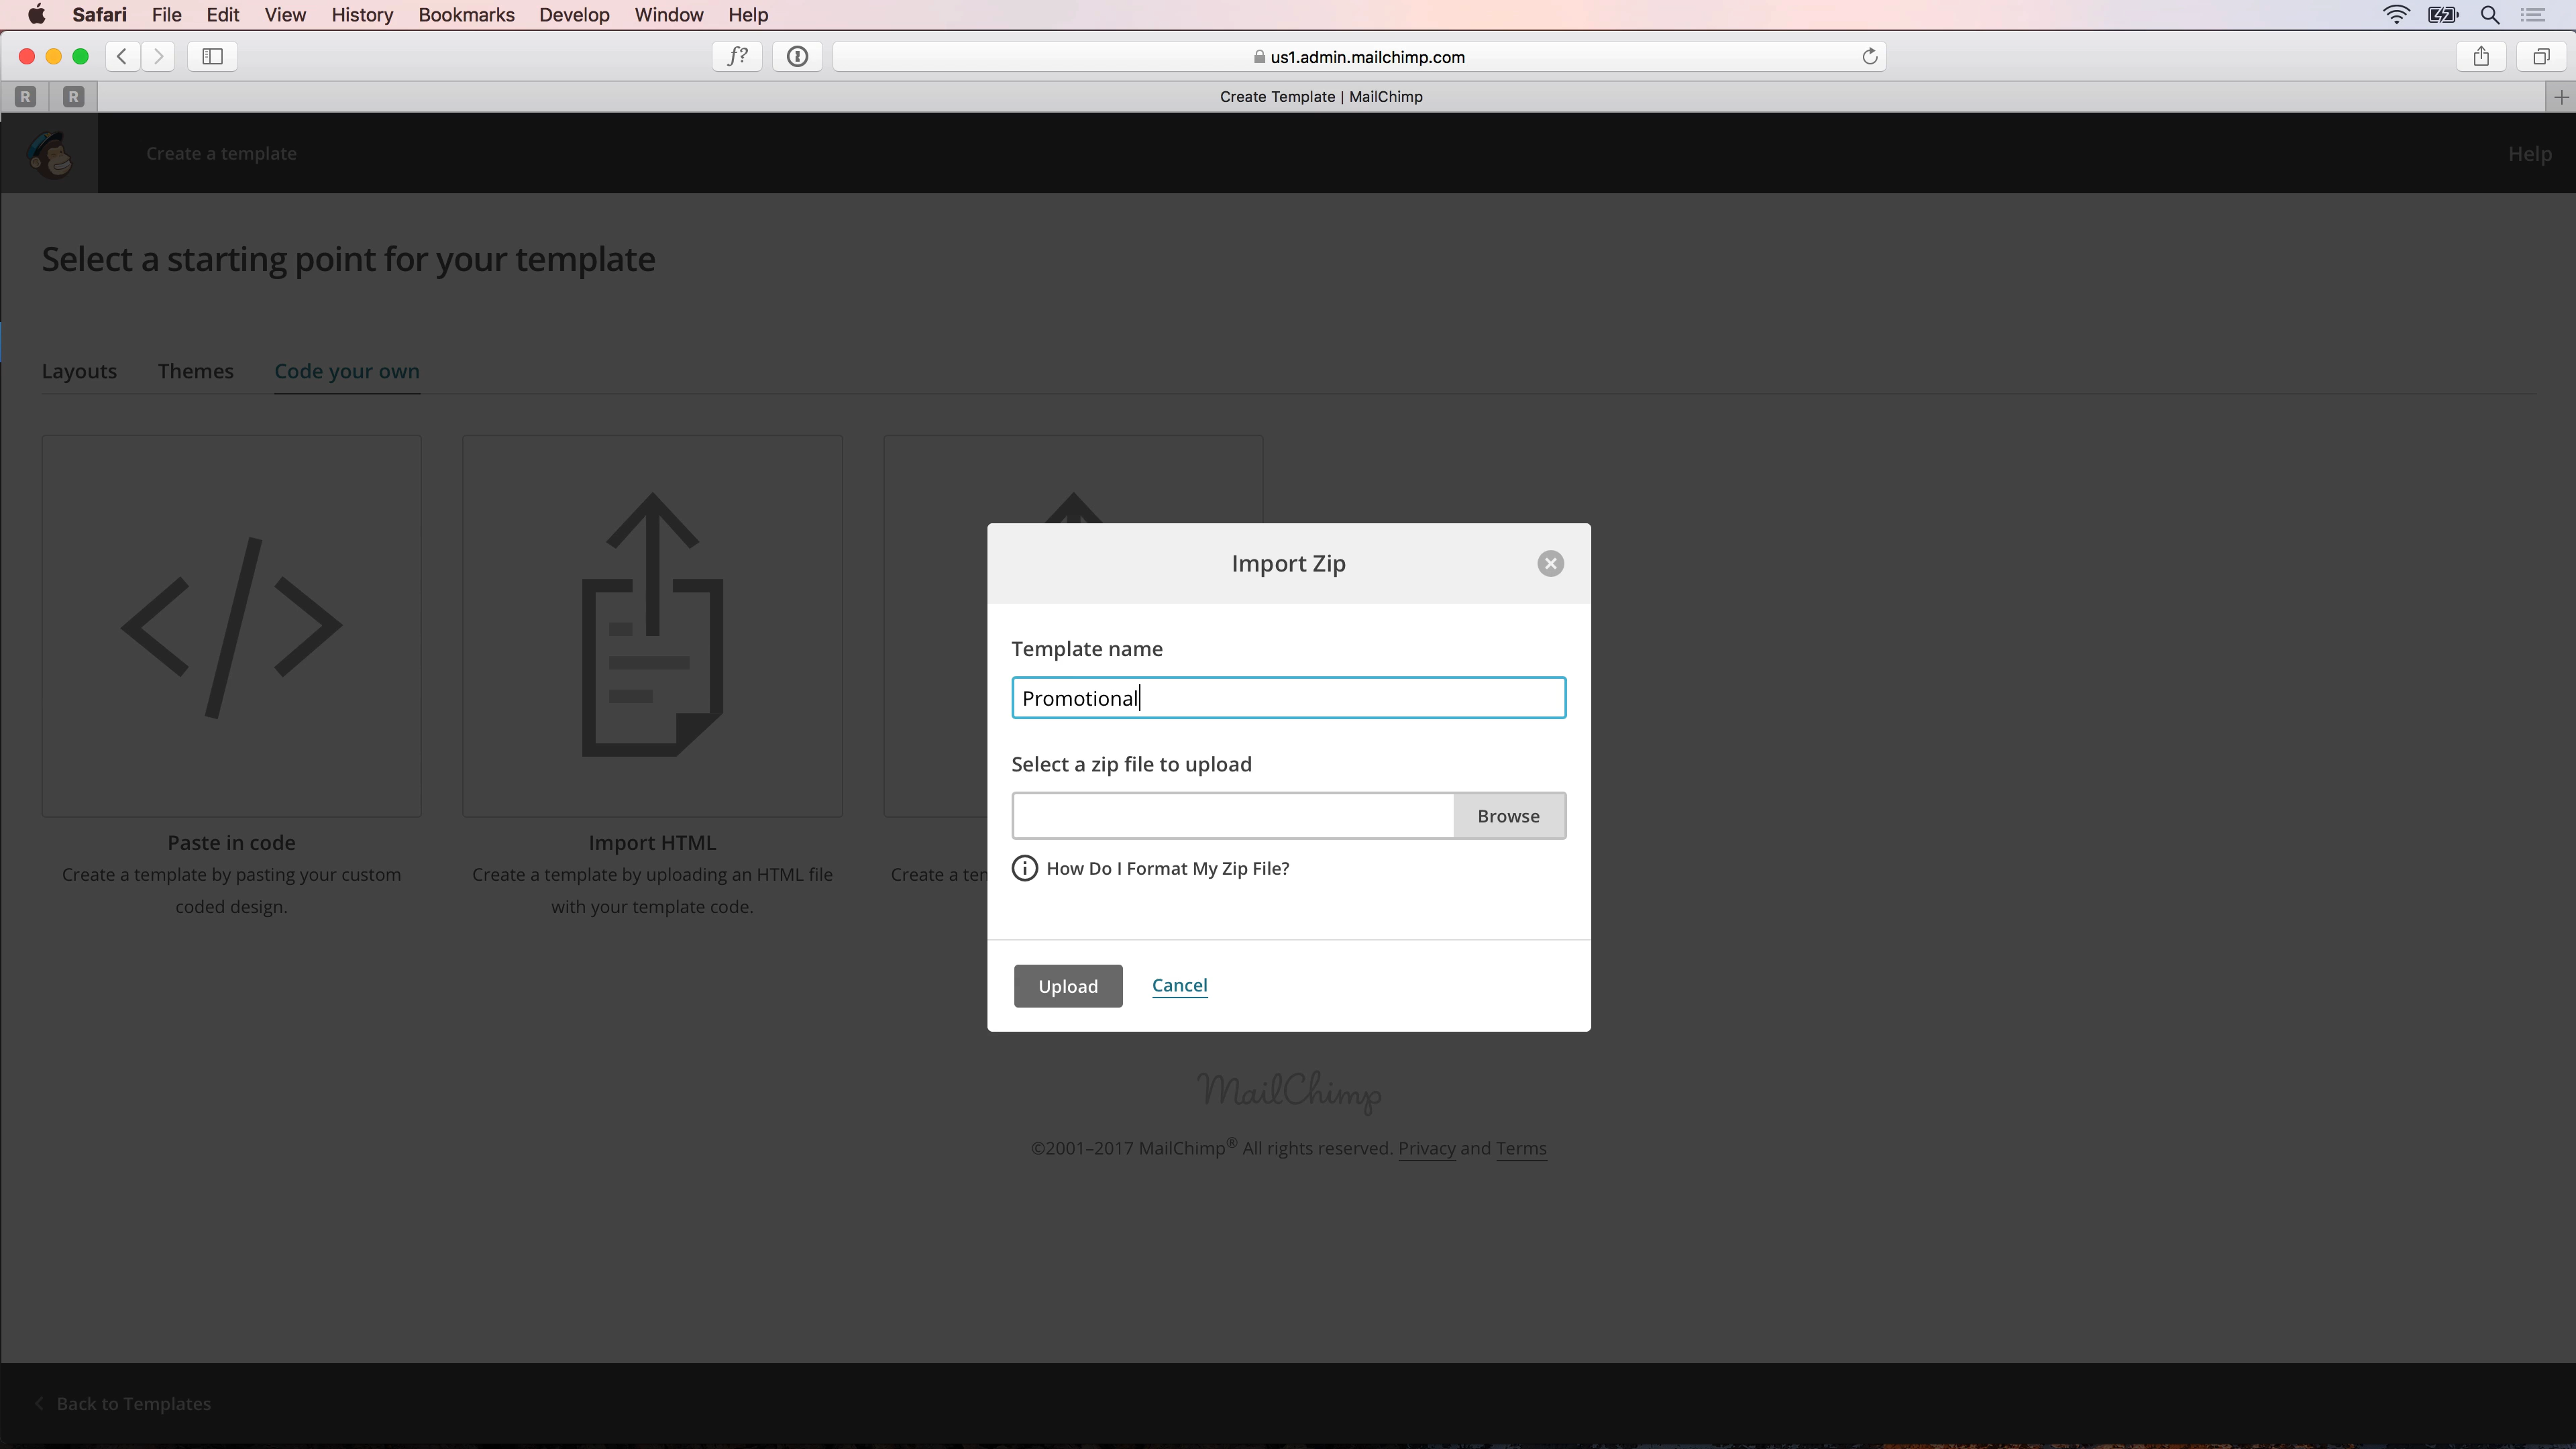 Safari File Edit View History Bookmarks Develop Window Help
f? us1.admin.mailchimp.com
R R Create Template | MailChimp
Create a template Help
Select a starting point for your template
Layouts Themes Code your own
Import Zip
Template name
Promotional
Select a zip file to upload
Browse
How Do I Format My Zip File?
Upload Cancel
Paste in code
Create a template by pasting your custom
coded design.
Import HTML
Create a template by uploading an HTML file
with your template code.
Create a
MailChimp
©2001–2017 MailChimp® All rights reserved. Privacy and Terms
Back to Templates